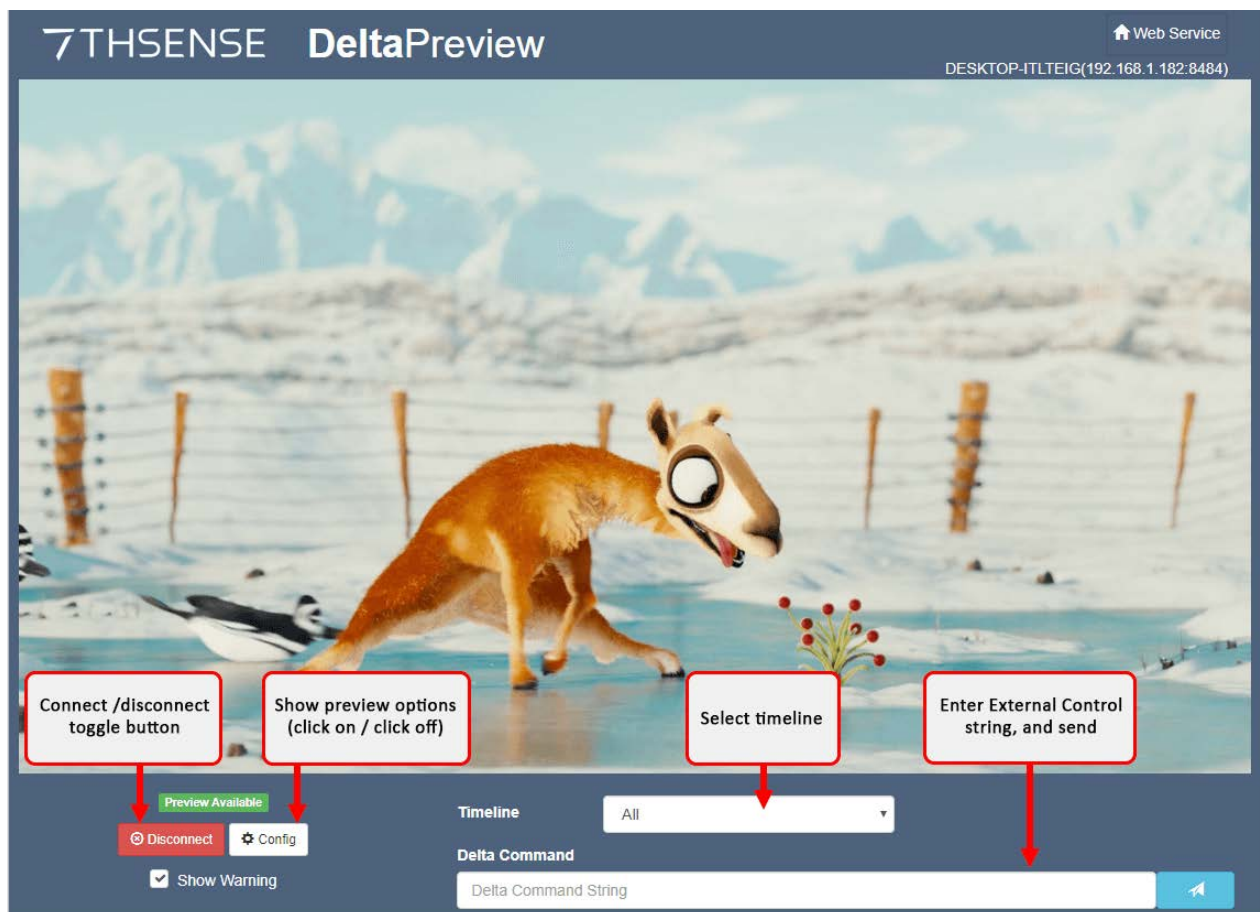 7THSENSE DeltaPreview
Web Service
DESKTOP-ITLTEIG(192.168.1.182:8484)
Connect /disconnect
toggle button
Show preview options
(click on / click off)
Select timeline
Enter External Control
string, and send
Preview Available
Disconnect
Config
Show Warning
Timeline
All
Delta Command
Delta Command String